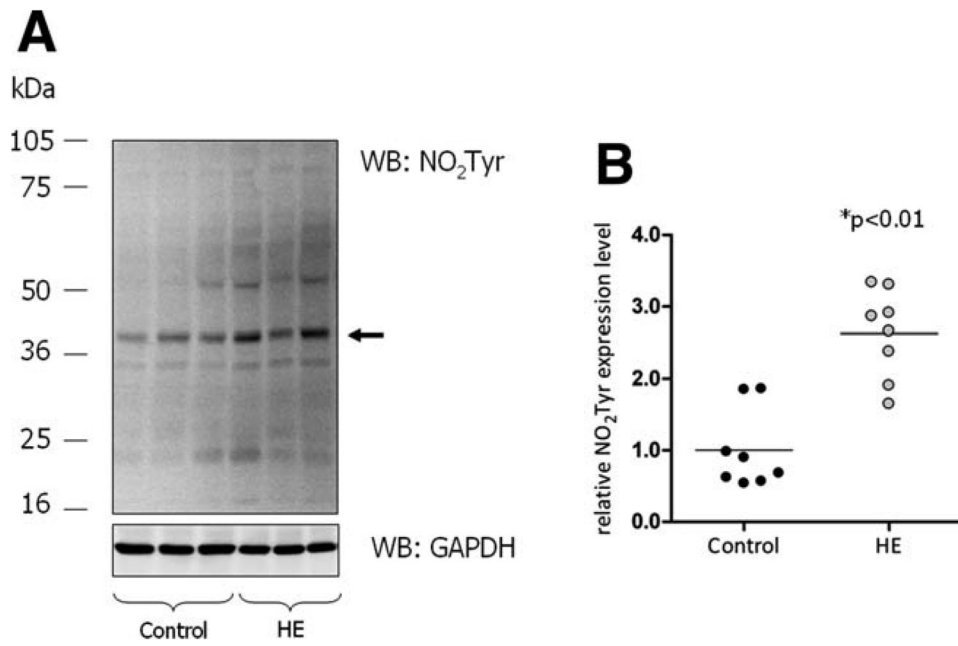 A
kDa
105
75
50
36
25
16
WB: NO₂Tyr
WB: GAPDH
Control HE
B
*p<0.01
relative NO₂Tyr expression level
4.0
3.0
2.0
1.0
0.0
Control HE